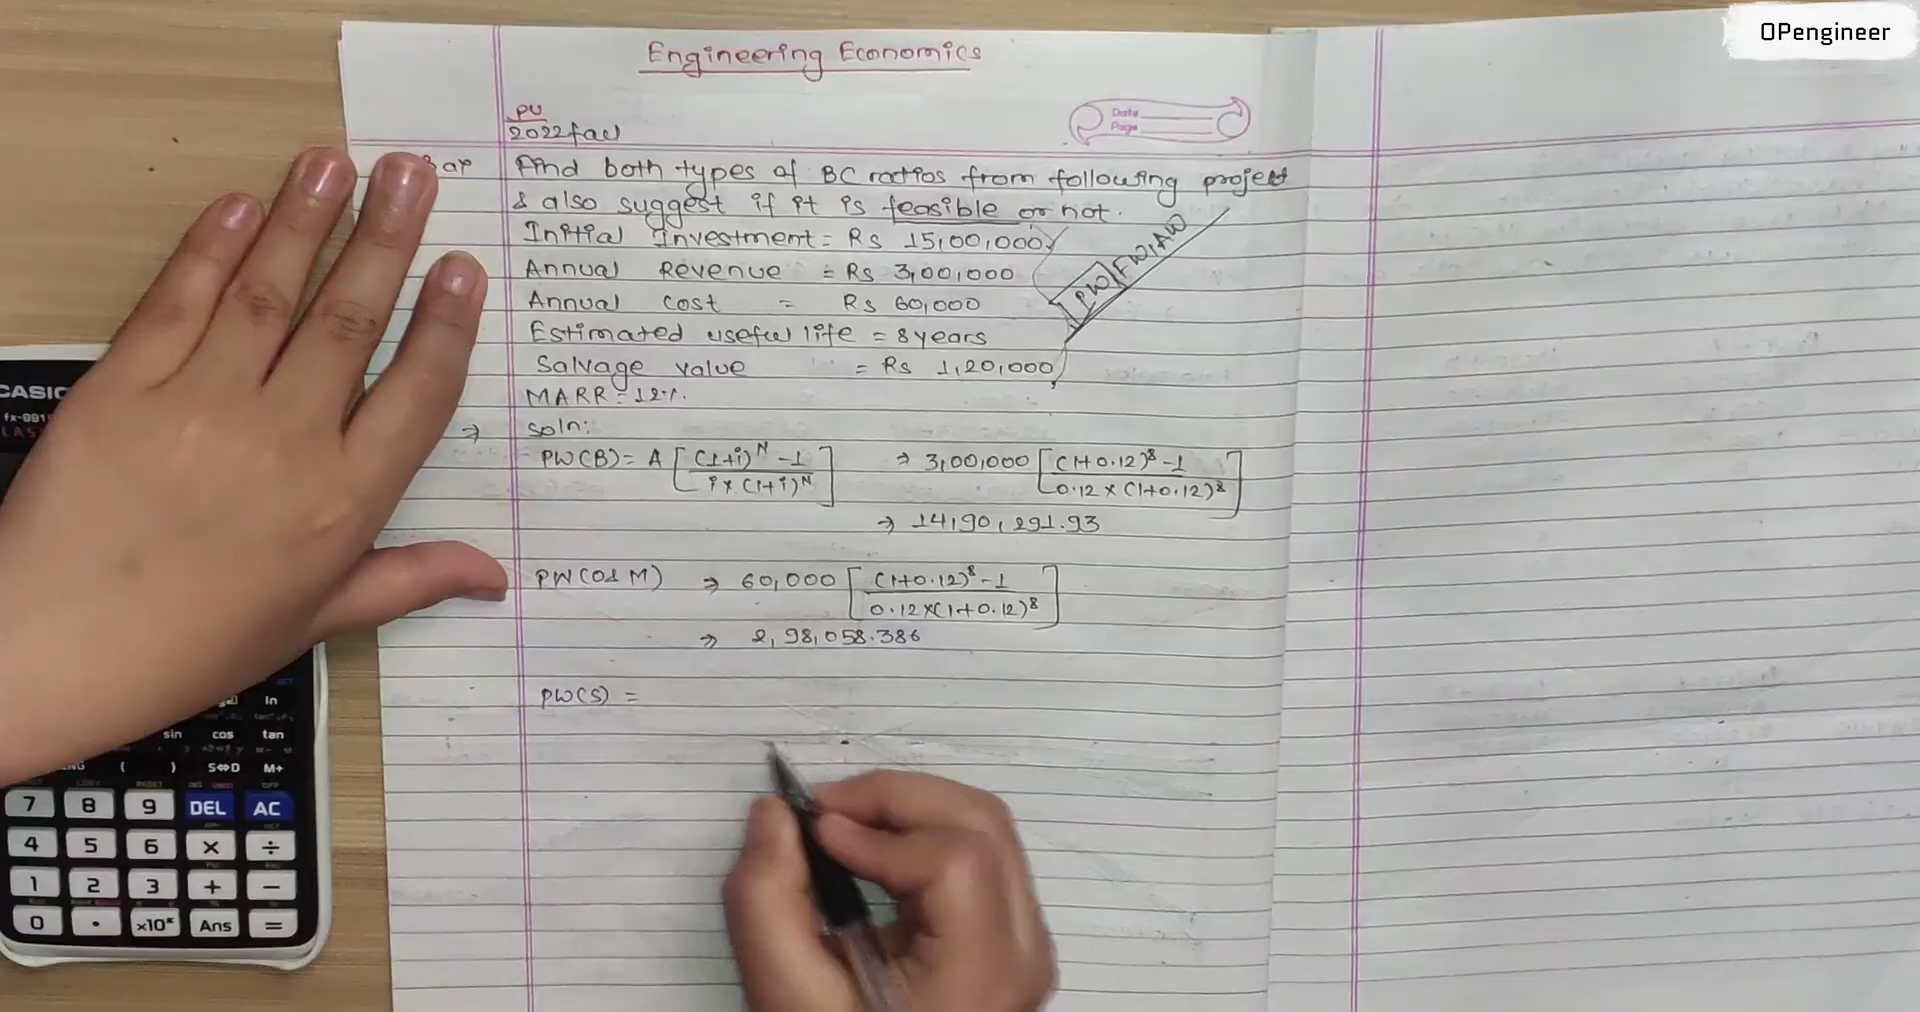 OPengineer
Engineering Economics
PU
2022 fall
Date
Page
Find both types of BC ratios from following project
& also suggest if it is feasible or not.
Initial Investment = Rs 15,00,000
Annual Revenue = Rs 3,00,000
Annual cost = Rs 60,000
PW, FW, AW
Estimated useful life = 8 years
Salvage value = Rs 1,20,000
MARR = 12%.
⇒ soln:
PW(B) = A [ (1+i)^N - 1 / i × (1+i)^N ] ⇒ 3,00,000 [ (1+0.12)^8 - 1 / 0.12 × (1+0.12)^8 ]
⇒ 14,90,291.93
PW(O&M) ⇒ 60,000 [ (1+0.12)^8 - 1 / 0.12×(1+0.12)^8 ]
⇒ 2,98,058.386
PW(S) =
CASIO
ln
sin cos tan
( ) S⇔D M+
7 8 9 DEL AC
4 5 6 × ÷
1 2 3 + −
0 . ×10ˣ Ans =